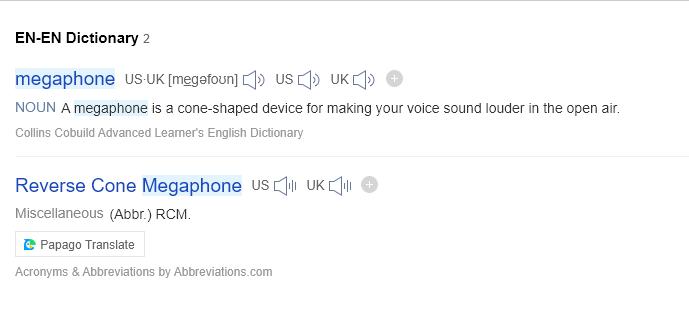 EN-EN Dictionary 2
megaphone US·UK [megəfoʊn] US UK
NOUN A megaphone is a cone-shaped device for making your voice sound louder in the open air.
Collins Cobuild Advanced Learner's English Dictionary
Reverse Cone Megaphone US UK
Miscellaneous (Abbr.) RCM.
Papago Translate
Acronyms & Abbreviations by Abbreviations.com